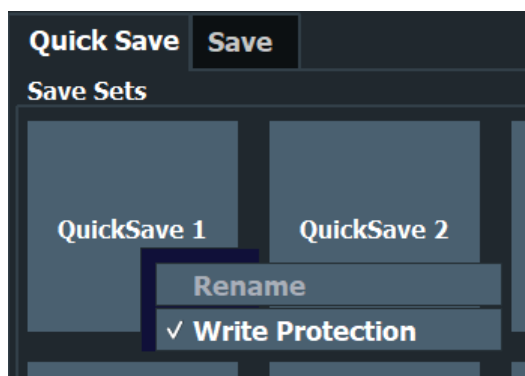 Quick Save Save
Save Sets
QuickSave 1 QuickSave 2
Rename
✓ Write Protection